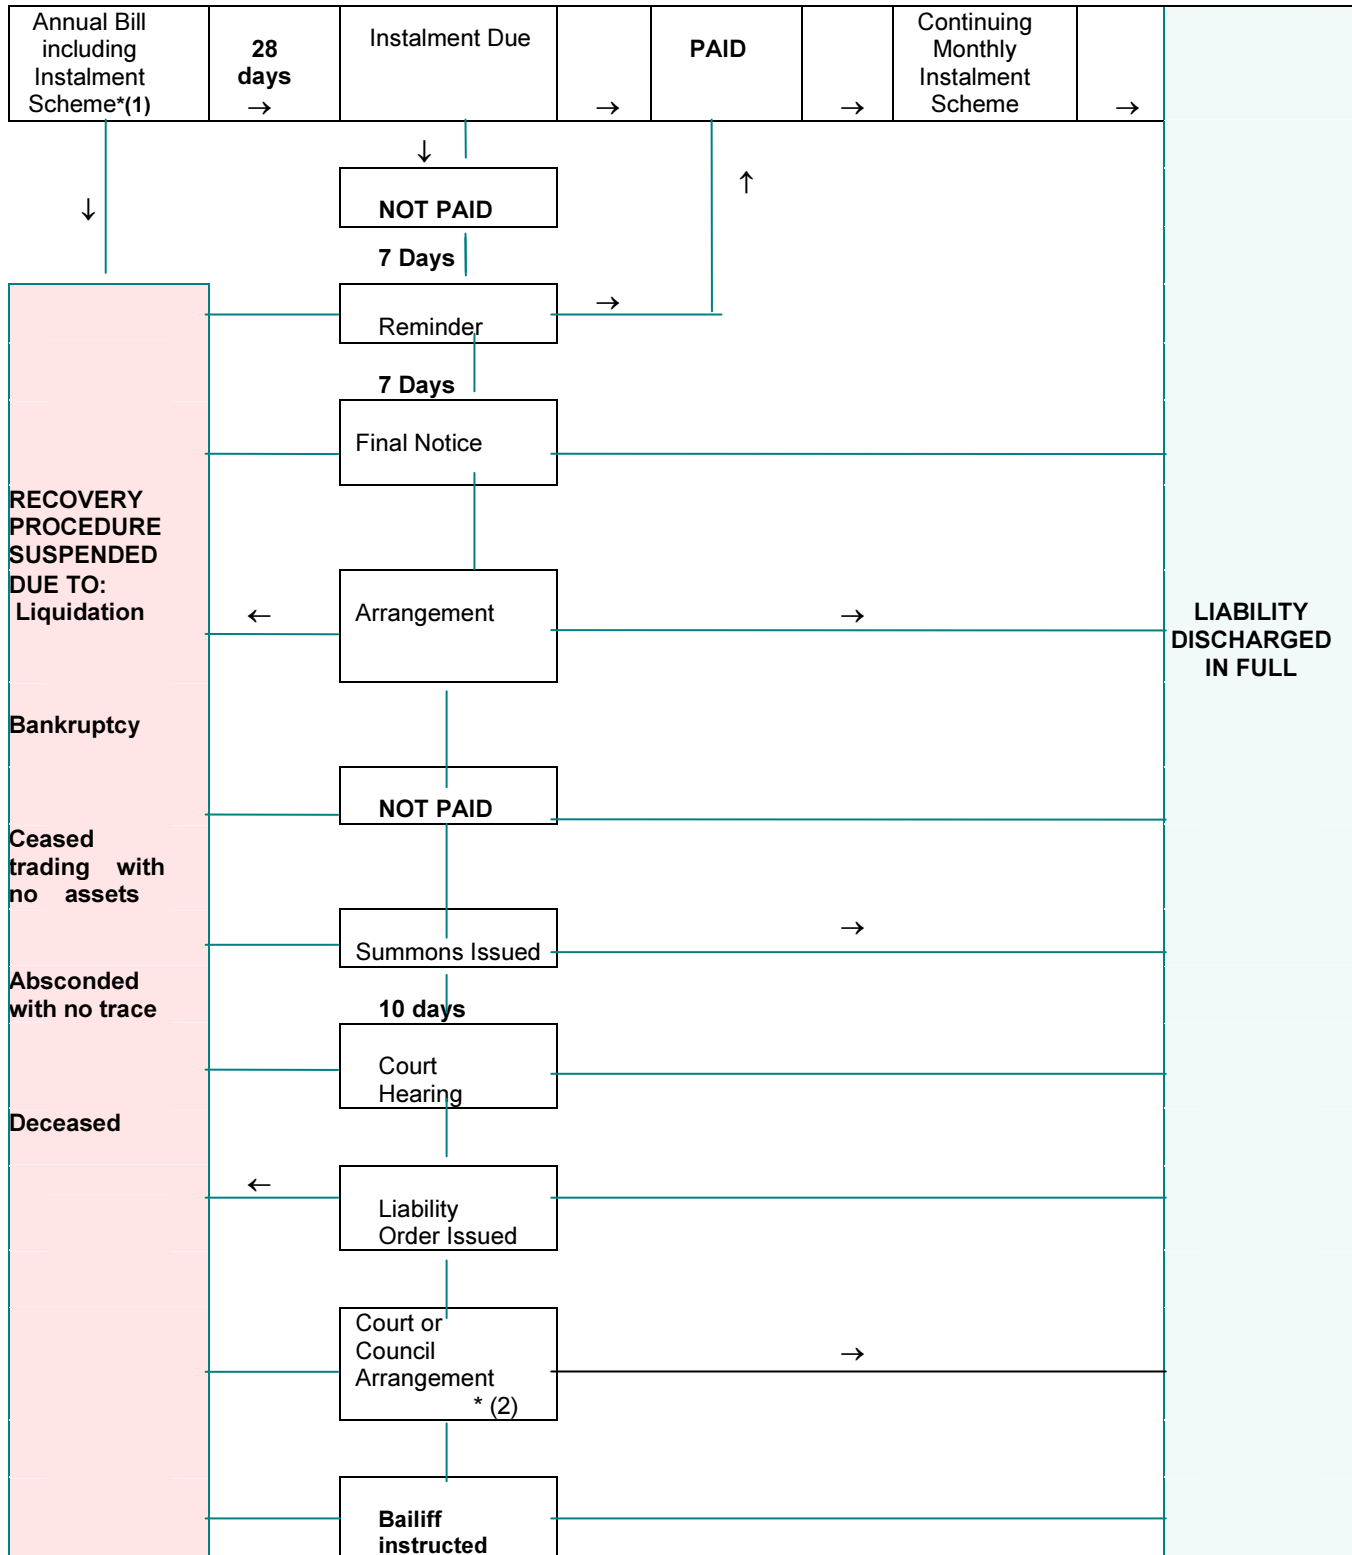 Annual Bill
including
Instalment
Scheme*(1)
28
days
→
Instalment Due
→
PAID
→
Continuing
Monthly
Instalment
Scheme
→
↓
↓
NOT PAID
↑
7 Days
Reminder
→
7 Days
Final Notice
RECOVERY
PROCEDURE
SUSPENDED
DUE TO:
Liquidation
←
Arrangement
→
LIABILITY
DISCHARGED
IN FULL
Bankruptcy
NOT PAID
Ceased
trading with
no assets
Summons Issued
→
Absconded
with no trace
10 days
Court
Hearing
Deceased
←
Liability
Order Issued
Court or
Council
Arrangement
* (2)
→
Bailiff
instructed